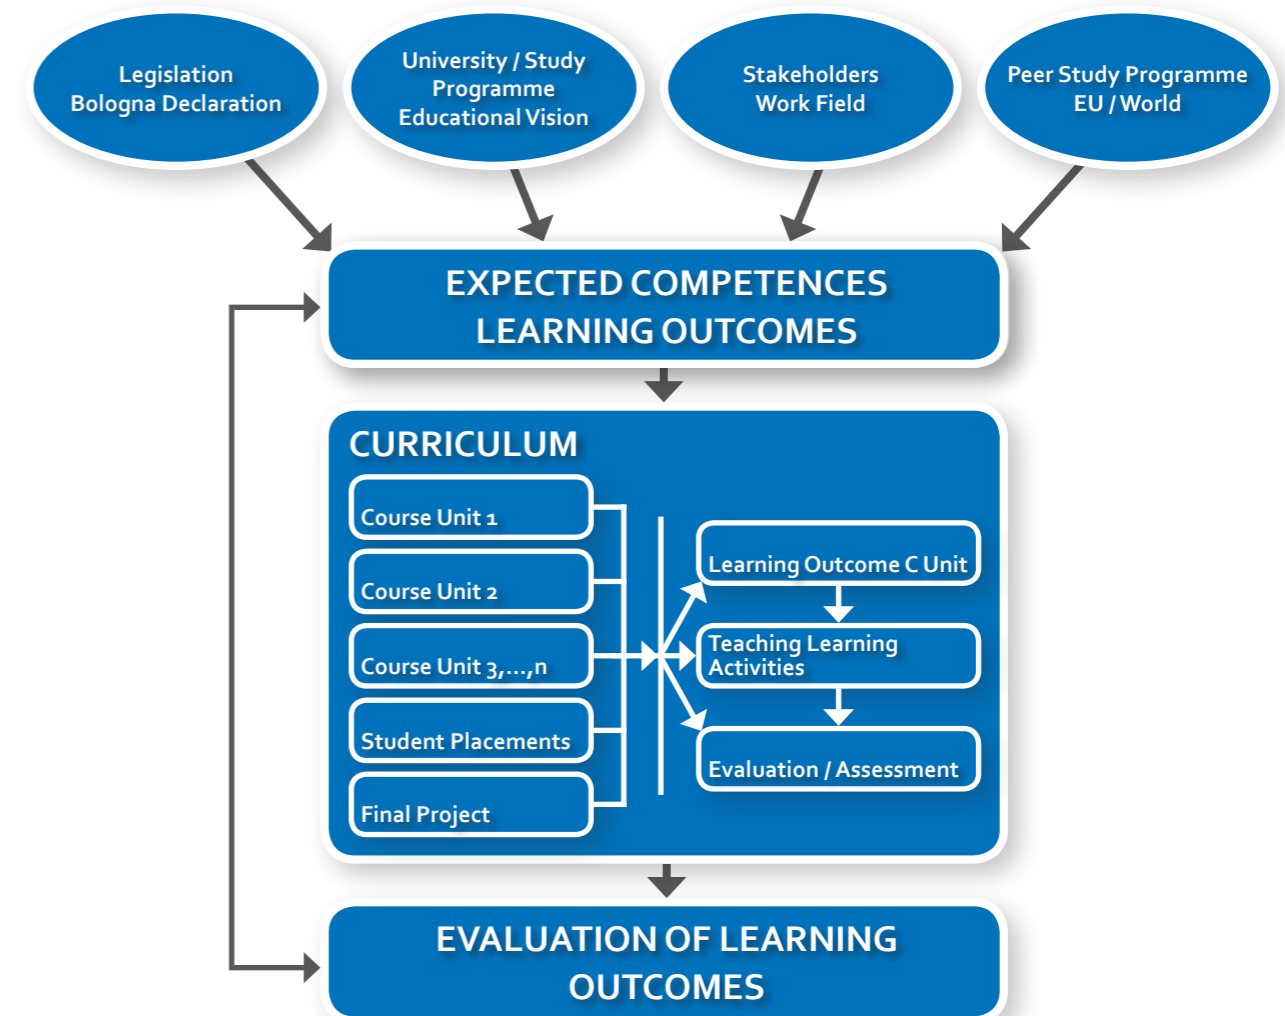 Legislation
Bologna Declaration
University / Study
Programme
Educational Vision
Stakeholders
Work Field
Peer Study Programme
EU / World
EXPECTED COMPETENCES
LEARNING OUTCOMES
CURRICULUM
Course Unit 1
Course Unit 2
Course Unit 3,...,n
Student Placements
Final Project
Learning Outcome C Unit
Teaching Learning
Activities
Evaluation / Assessment
EVALUATION OF LEARNING
OUTCOMES